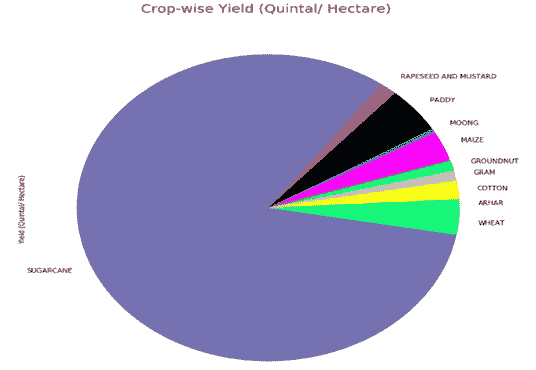 Crop-wise Yield (Quintal/ Hectare)
RAPESEED AND MUSTARD
PADDY
MOONG
MAIZE
GROUNDNUT
GRAM
COTTON
ARHAR
WHEAT
Yield (Quintal/ Hectare)
SUGARCANE